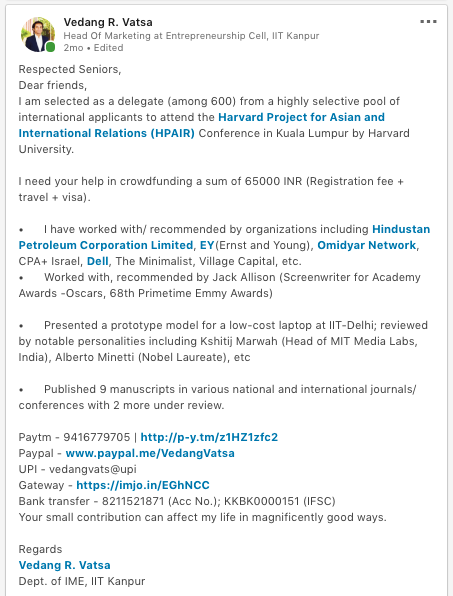 Vedang R. Vatsa
Head Of Marketing at Entrepreneurship Cell, IIT Kanpur
2mo • Edited
Respected Seniors,
Dear friends,
I am selected as a delegate (among 600) from a highly selective pool of
international applicants to attend the Harvard Project for Asian and
International Relations (HPAIR) Conference in Kuala Lumpur by Harvard
University.
I need your help in crowdfunding a sum of 65000 INR (Registration fee +
travel + visa).
• I have worked with/ recommended by organizations including Hindustan
Petroleum Corporation Limited, EY(Ernst and Young), Omidyar Network,
CPA+ Israel, Dell, The Minimalist, Village Capital, etc.
• Worked with, recommended by Jack Allison (Screenwriter for Academy
Awards -Oscars, 68th Primetime Emmy Awards)
• Presented a prototype model for a low-cost laptop at IIT-Delhi; reviewed
by notable personalities including Kshitij Marwah (Head of MIT Media Labs,
India), Alberto Minetti (Nobel Laureate), etc
• Published 9 manuscripts in various national and international journals/
conferences with 2 more under review.
Paytm - 9416779705 | http://p-y.tm/z1HZ1zfc2
Paypal - www.paypal.me/VedangVatsa
UPI - vedangvats@upi
Gateway - https://imjo.in/EGhNCC
Bank transfer - 8211521871 (Acc No.); KKBK0000151 (IFSC)
Your small contribution can affect my life in magnificently good ways.
Regards
Vedang R. Vatsa
Dept. of IME, IIT Kanpur